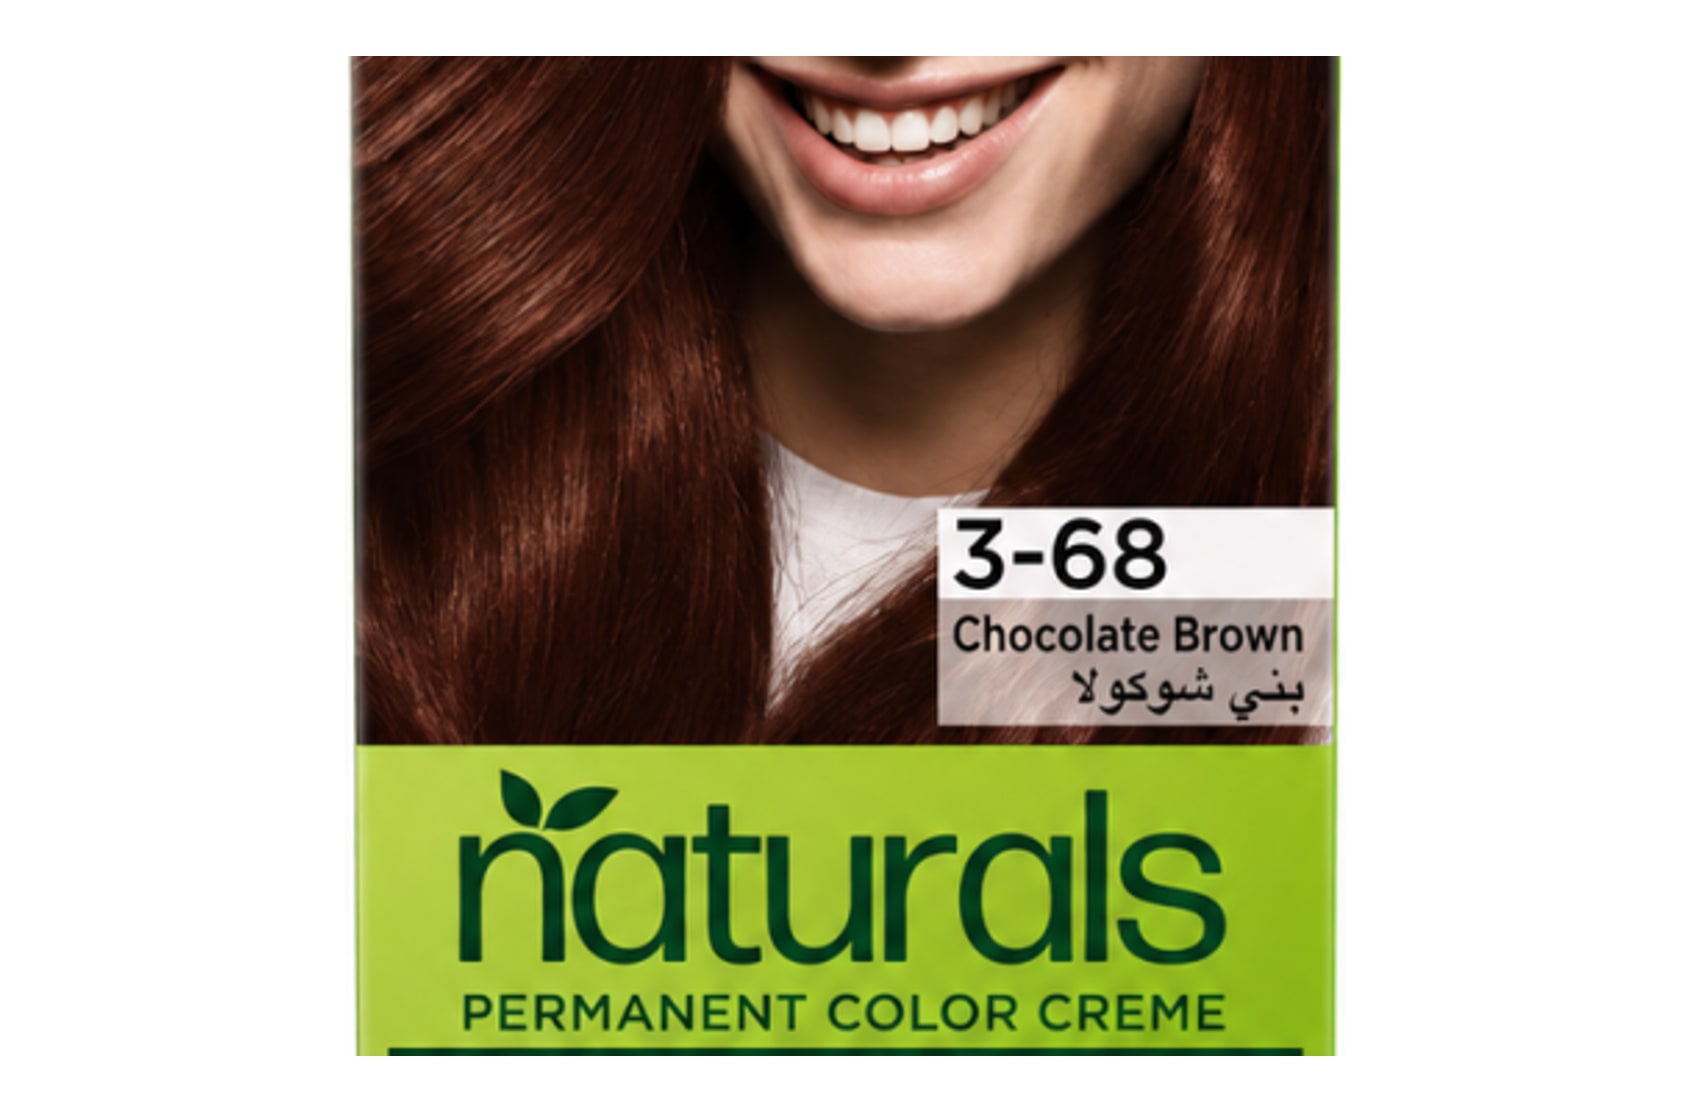 3-68
Chocolate Brown
بني شوكولا
naturals
PERMANENT COLOR CREME